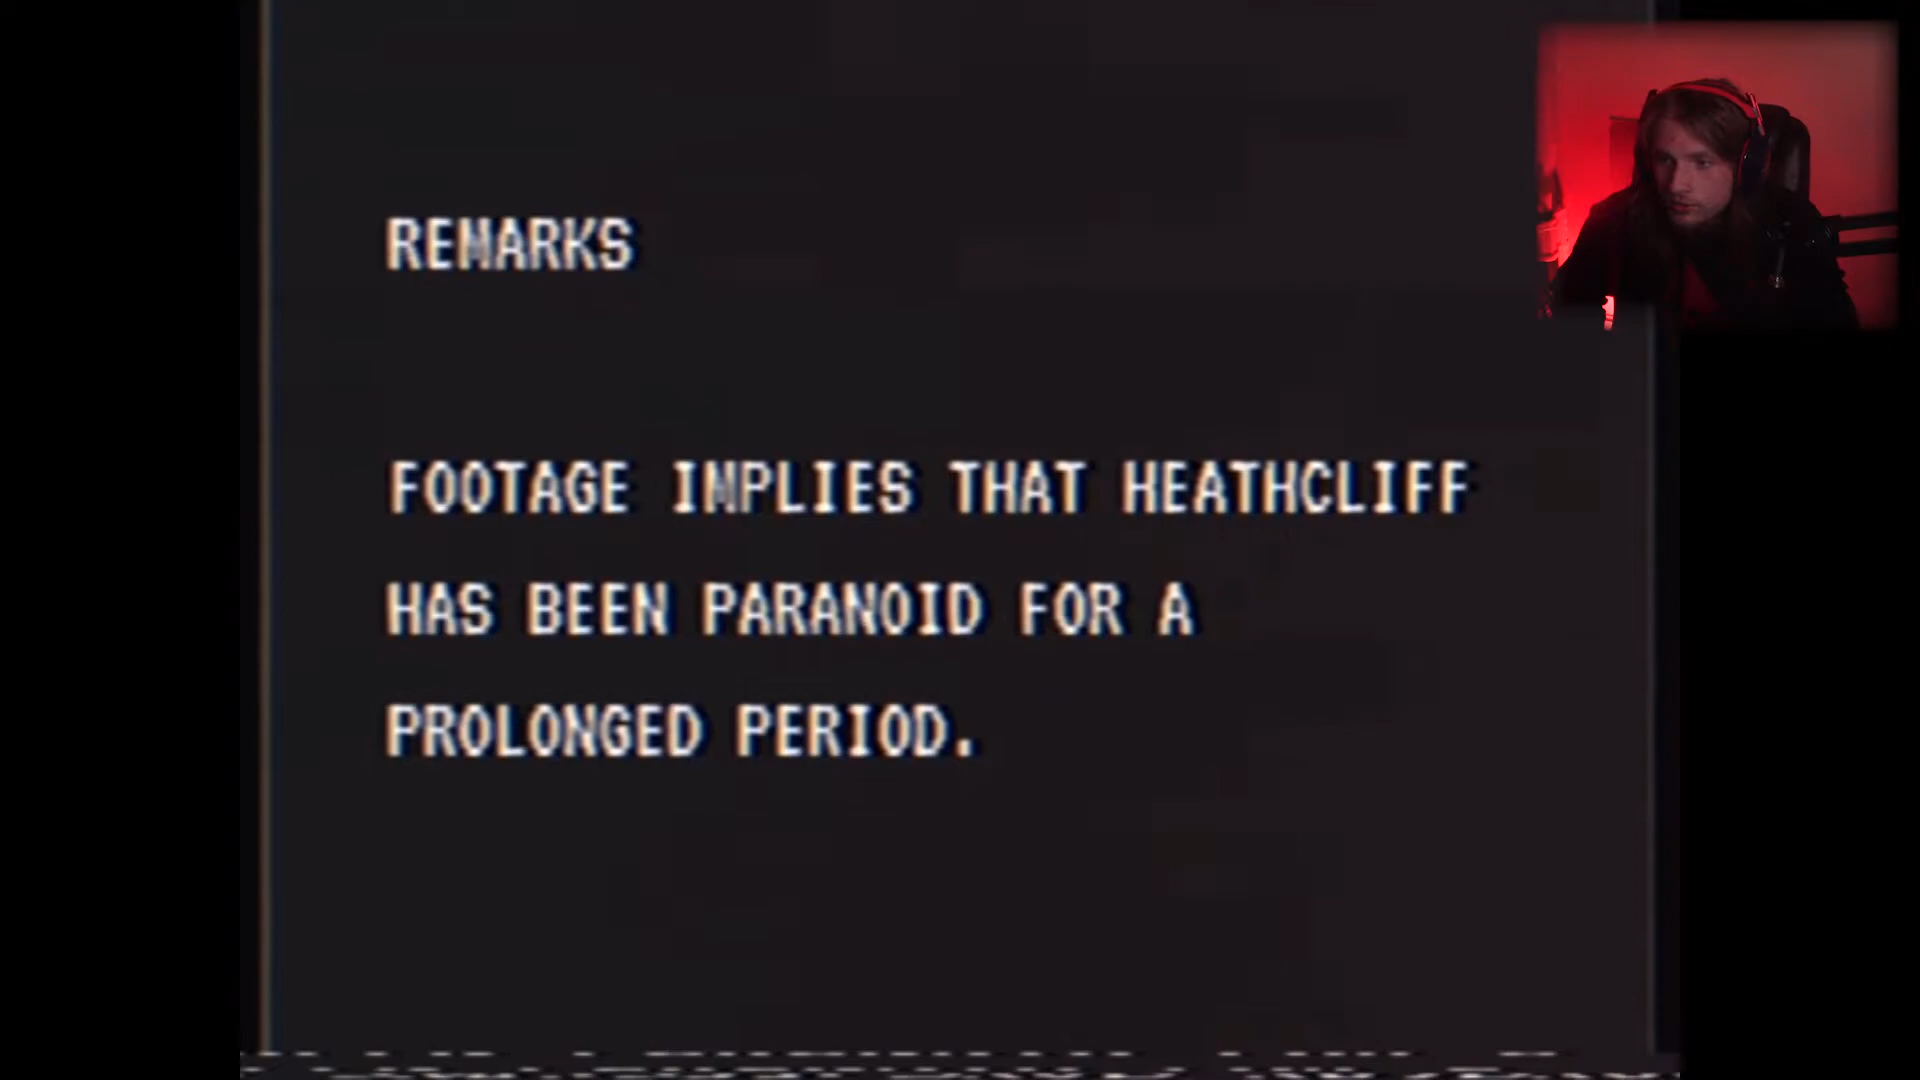 REMARKS
FOOTAGE IMPLIES THAT HEATHCLIFF
HAS BEEN PARANOID FOR A
PROLONGED PERIOD.